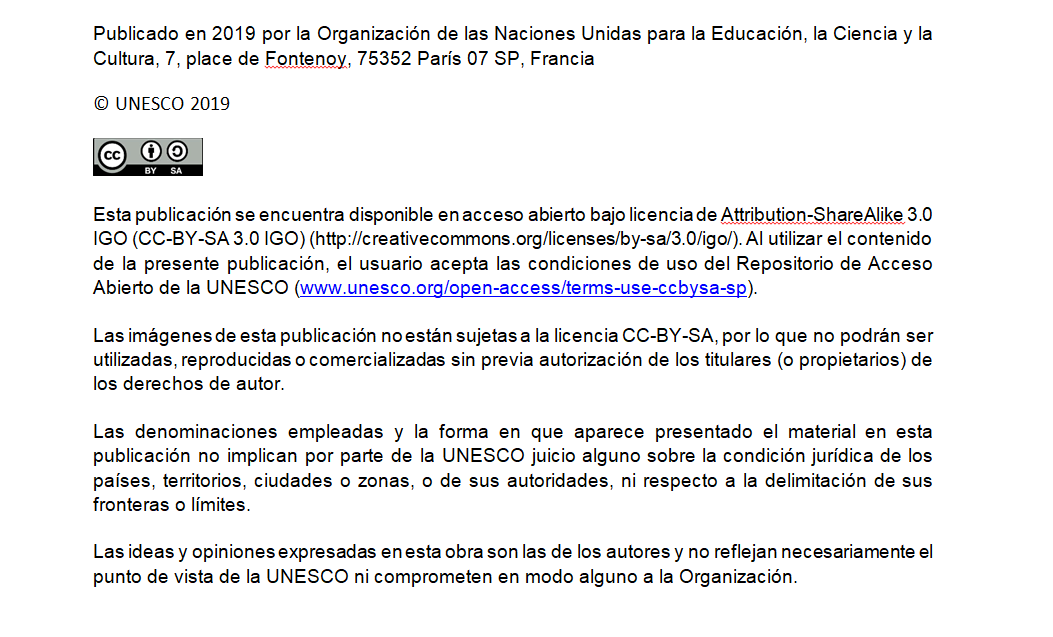 Publicado en 2019 por la Organización de las Naciones Unidas para la Educación, la Ciencia y la
Cultura, 7, place de Fontenoy, 75352 París 07 SP, Francia
© UNESCO 2019
cc BY SA
Esta publicación se encuentra disponible en acceso abierto bajo licencia de Attribution-ShareAlike 3.0
IGO (CC-BY-SA 3.0 IGO) (http://creativecommons.org/licenses/by-sa/3.0/igo/). Al utilizar el contenido
de la presente publicación, el usuario acepta las condiciones de uso del Repositorio de Acceso
Abierto de la UNESCO (www.unesco.org/open-access/terms-use-ccbysa-sp).
Las imágenes de esta publicación no están sujetas a la licencia CC-BY-SA, por lo que no podrán ser
utilizadas, reproducidas o comercializadas sin previa autorización de los titulares (o propietarios) de
los derechos de autor.
Las denominaciones empleadas y la forma en que aparece presentado el material en esta
publicación no implican por parte de la UNESCO juicio alguno sobre la condición jurídica de los
países, territorios, ciudades o zonas, o de sus autoridades, ni respecto a la delimitación de sus
fronteras o límites.
Las ideas y opiniones expresadas en esta obra son las de los autores y no reflejan necesariamente el
punto de vista de la UNESCO ni comprometen en modo alguno a la Organización.